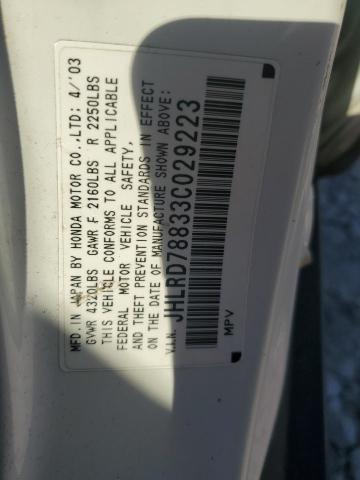 MFD.IN JAPAN BY HONDA MOTOR CO.,LTD; 4/'03
GVWR 4320LBS GAWR F 2160LBS R 2250LBS
THIS VEHICLE CONFORMS TO ALL APPLICABLE
FEDERAL MOTOR VEHICLE SAFETY,
AND THEFT PREVENTION STANDARDS IN EFFECT
ON THE DATE OF MANUFACTURE SHOWN ABOVE
V.I.N. JHLRD78833C029223
MPV